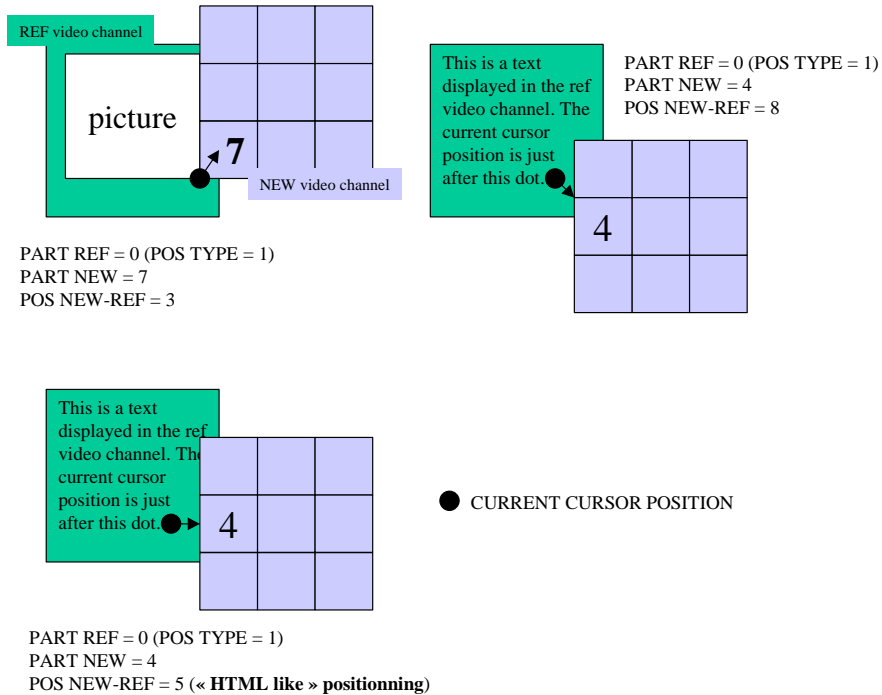 REF video channel
picture
7
NEW video channel
PART REF = 0 (POS TYPE = 1)
PART NEW = 7
POS NEW-REF = 3
This is a text
displayed in the ref
video channel. The
current cursor
position is just
after this dot.
PART REF = 0 (POS TYPE = 1)
PART NEW = 4
POS NEW-REF = 8
4
This is a text
displayed in the ref
video channel. The
current cursor
position is just
after this dot.
4
PART REF = 0 (POS TYPE = 1)
PART NEW = 4
POS NEW-REF = 5 (« HTML like » positionning)
CURRENT CURSOR POSITION